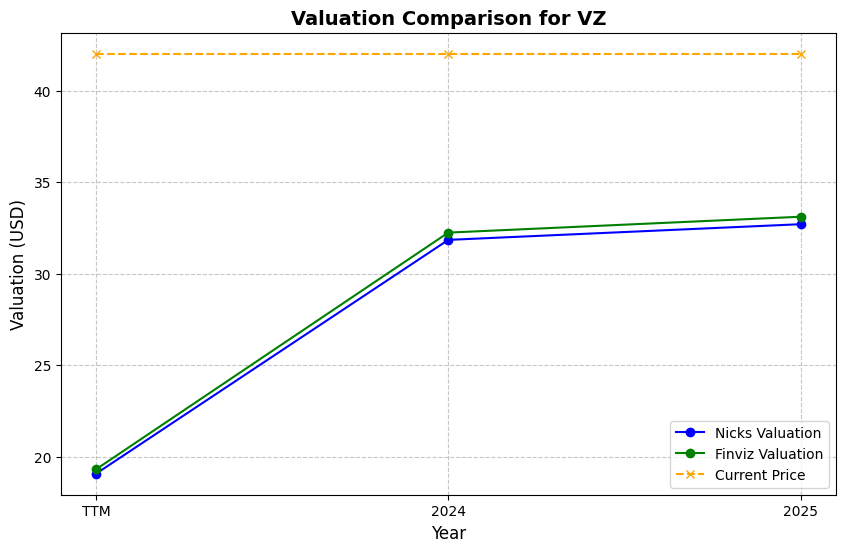 Valuation Comparison for VZ
Valuation (USD)
40
35
30
25
20
TTM
2024
2025
Year
Nicks Valuation
Finviz Valuation
Current Price